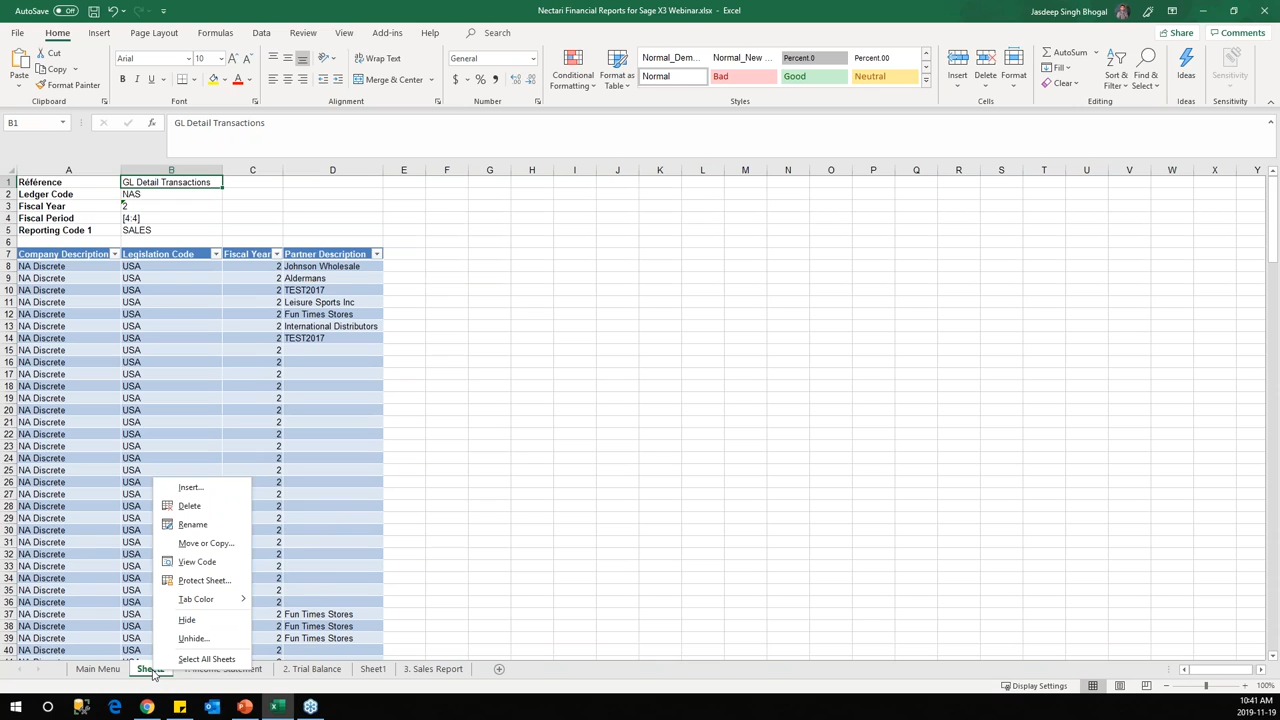 AutoSave Off
Nectari Financial Reports for Sage X3 Webinar.xlsx - Excel
Jasdeep Singh Bhogal
File Home Insert Page Layout Formulas Data Review View Add-ins Help Search
Share Comments
Paste Cut Copy Format Painter Clipboard
Arial 10 Font
Wrap Text Merge & Center Alignment
General Number
Conditional Formatting Format as Table
Normal_Dem... Normal_New ... Percent.0 Percent.00
Normal Bad Good Neutral
Styles
Insert Delete Format Cells
AutoSum Fill Clear Sort & Filter Find & Select Editing
Ideas Ideas
Sensitivity Sensitivity
B1 fx GL Detail Transactions
A B C D E F G H I J K L M N O P Q R S T U V W X Y
1 Référence GL Detail Transactions
2 Ledger Code NAS
3 Fiscal Year 2
4 Fiscal Period [4:4]
5 Reporting Code 1 SALES
6
7 Company Description Legislation Code Fiscal Year Partner Description
8 NA Discrete USA 2 Johnson Wholesale
9 NA Discrete USA 2 Aldermans
10 NA Discrete USA 2 TEST2017
11 NA Discrete USA 2 Leisure Sports Inc
12 NA Discrete USA 2 Fun Times Stores
13 NA Discrete USA 2 International Distributors
14 NA Discrete USA 2 TEST2017
15 NA Discrete USA 2
16 NA Discrete USA 2
17 NA Discrete USA 2
18 NA Discrete USA 2
19 NA Discrete USA 2
20 NA Discrete USA 2
21 NA Discrete USA 2
22 NA Discrete USA 2
23 NA Discrete USA 2
24 NA Discrete USA 2
25 NA Discrete USA 2
26 NA Discrete USA 2
27 NA Discrete USA 2
28 NA Discrete USA 2
29 NA Discrete USA 2
30 NA Discrete USA 2
31 NA Discrete USA 2
32 NA Discrete USA 2
33 NA Discrete USA 2
34 NA Discrete USA 2
35 NA Discrete USA 2
36 NA Discrete USA 2
37 NA Discrete USA 2 Fun Times Stores
38 NA Discrete USA 2 Fun Times Stores
39 NA Discrete USA 2 Fun Times Stores
40 NA Discrete USA 2
Insert...
Delete
Rename
Move or Copy...
View Code
Protect Sheet...
Tab Color
Hide
Unhide...
Select All Sheets
Main Menu Income Statement 2. Trial Balance Sheet1 3. Sales Report
Display Settings 100%
10:41 AM
2019-11-19